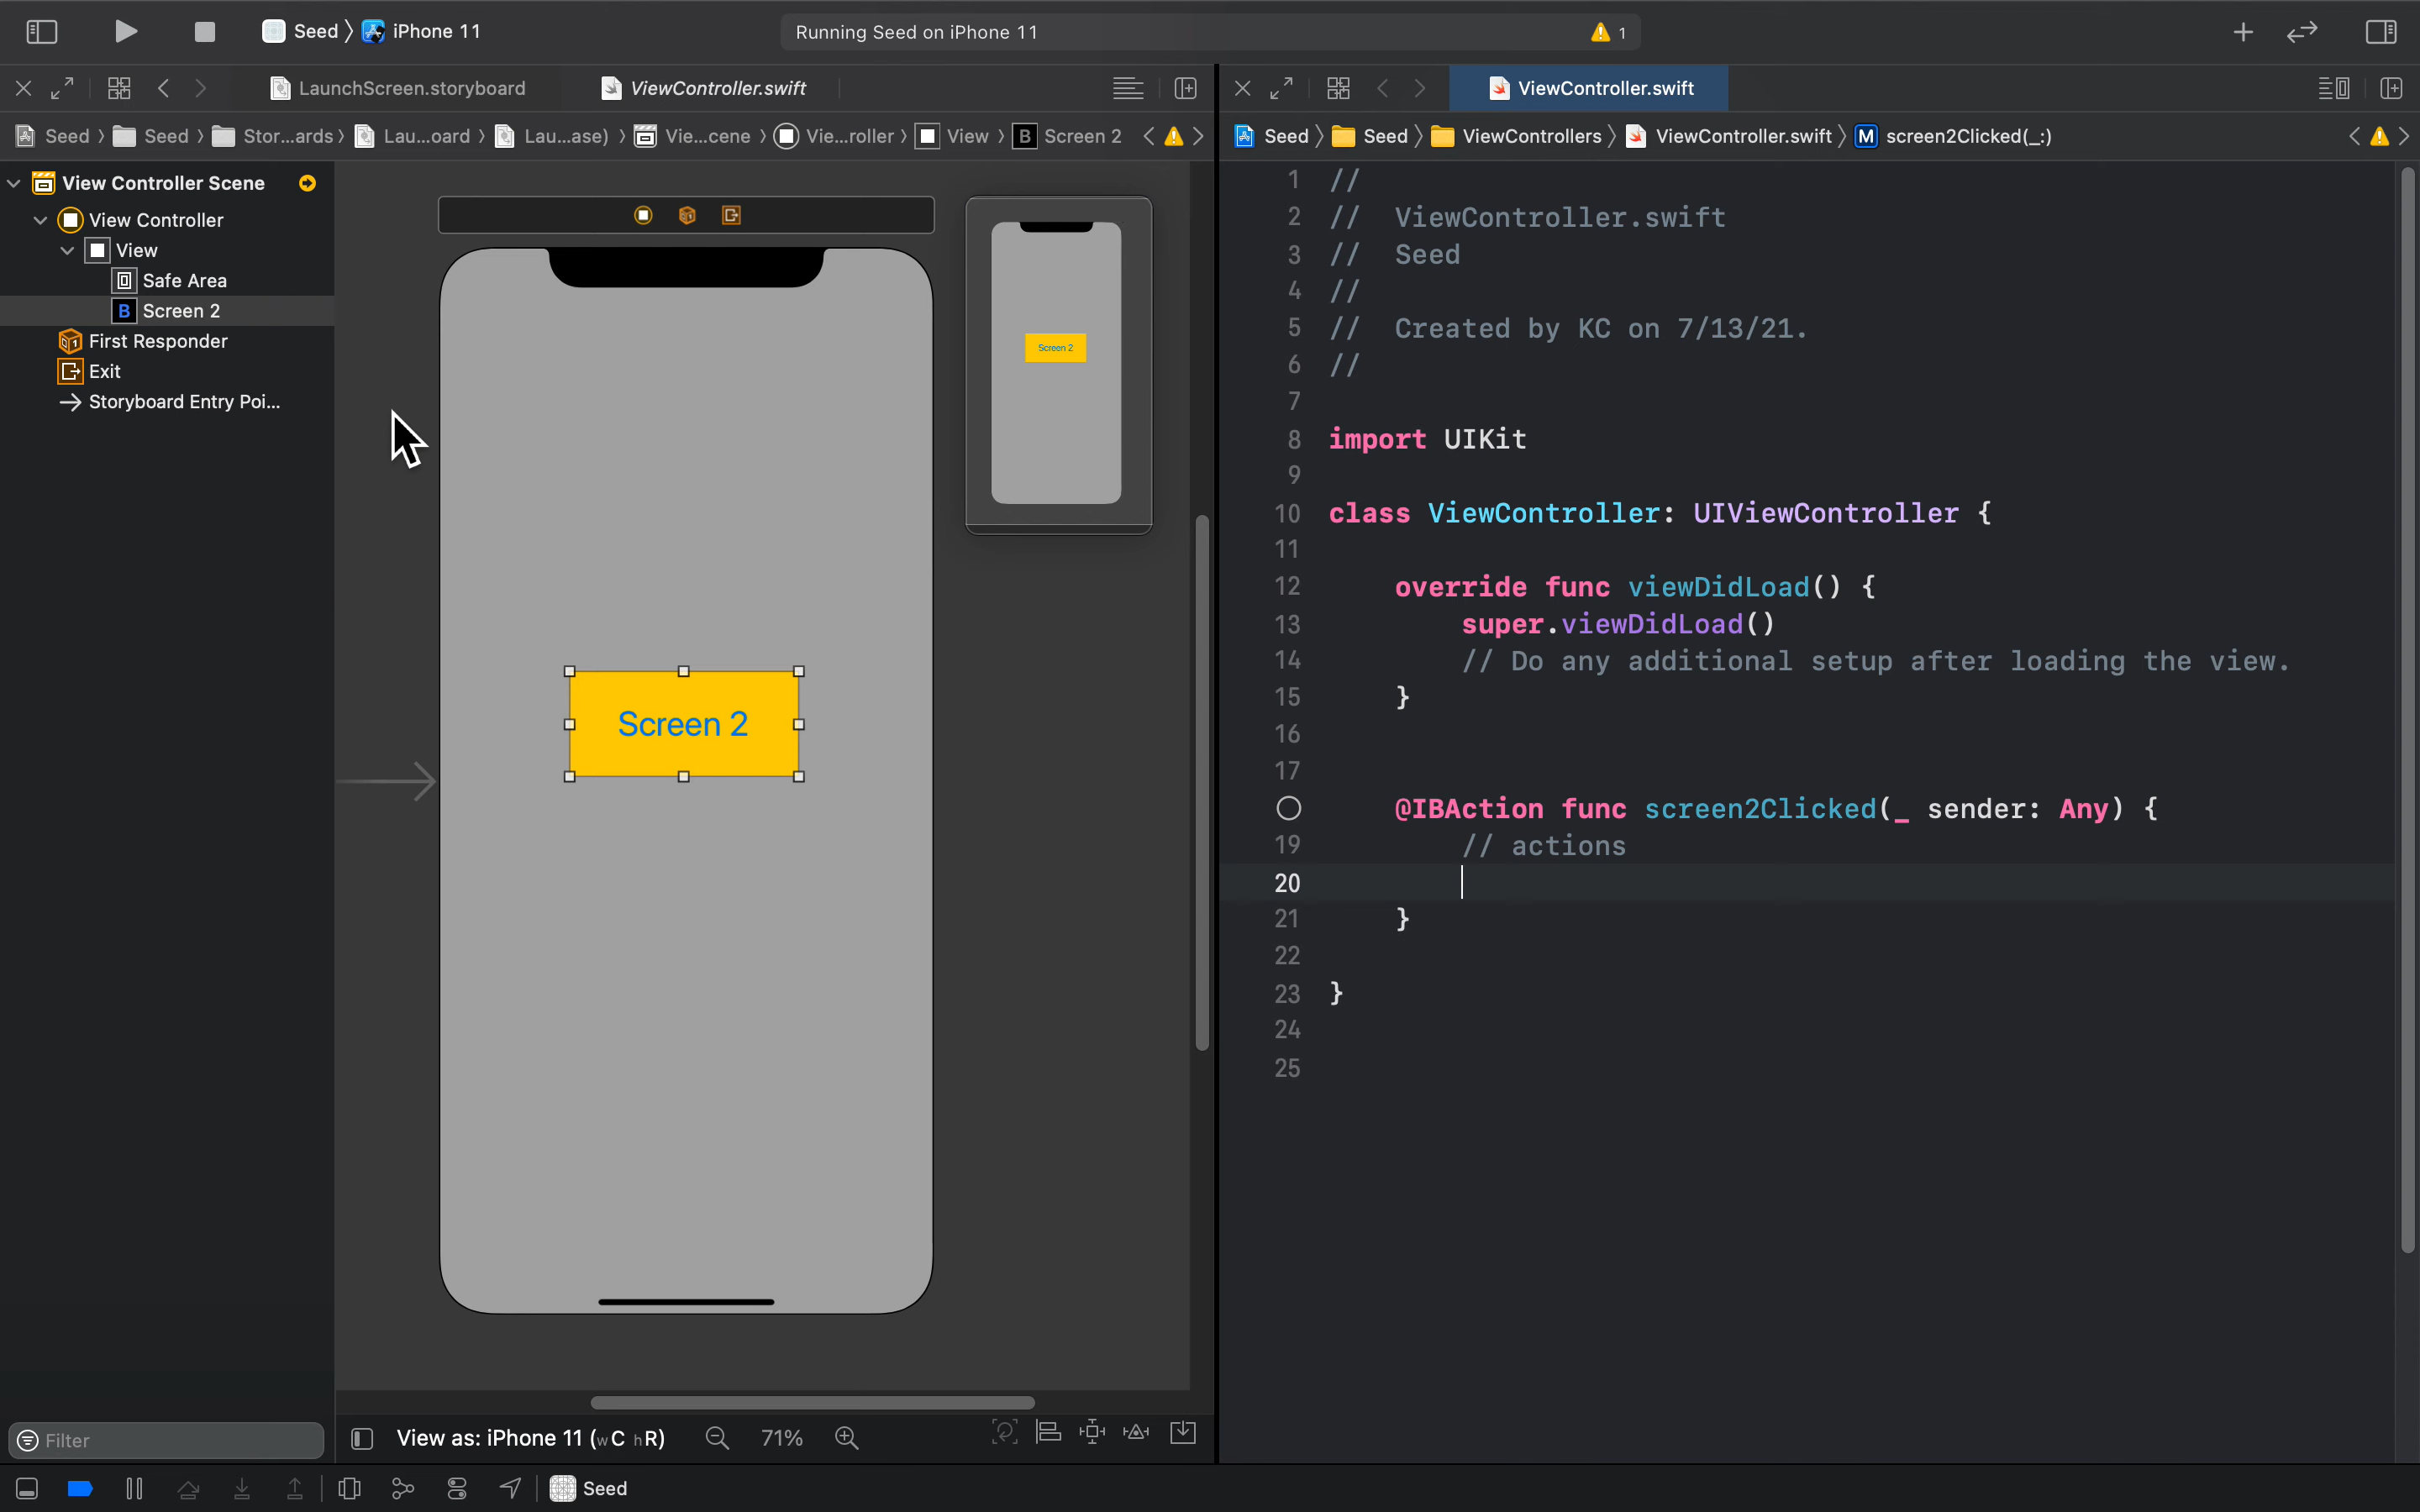 Seed 〉 iPhone 11
Running Seed on iPhone 11
1
LaunchScreen.storyboard
ViewController.swift
ViewController.swift
Seed 〉 Seed 〉 Stor...ards 〉 Lau...oard 〉 Lau...ase) 〉 Vie...cene 〉 Vie...roller 〉 View 〉 B Screen 2
Seed 〉 Seed 〉 ViewControllers 〉 ViewController.swift 〉 M screen2Clicked(_:)
View Controller Scene
View Controller
View
Safe Area
B Screen 2
First Responder
Exit
Storyboard Entry Poi...
Screen 2
Screen 2
1 //
2 //  ViewController.swift
3 //  Seed
4 //
5 //  Created by KC on 7/13/21.
6 //
7
8 import UIKit
9
10 class ViewController: UIViewController {
11
12     override func viewDidLoad() {
13         super.viewDidLoad()
14         // Do any additional setup after loading the view.
15     }
16
17
@IBAction func screen2Clicked(_ sender: Any) {
19         // actions
20
21     }
22
23 }
24
25
Filter
View as: iPhone 11 (wC hR)
71%
Seed